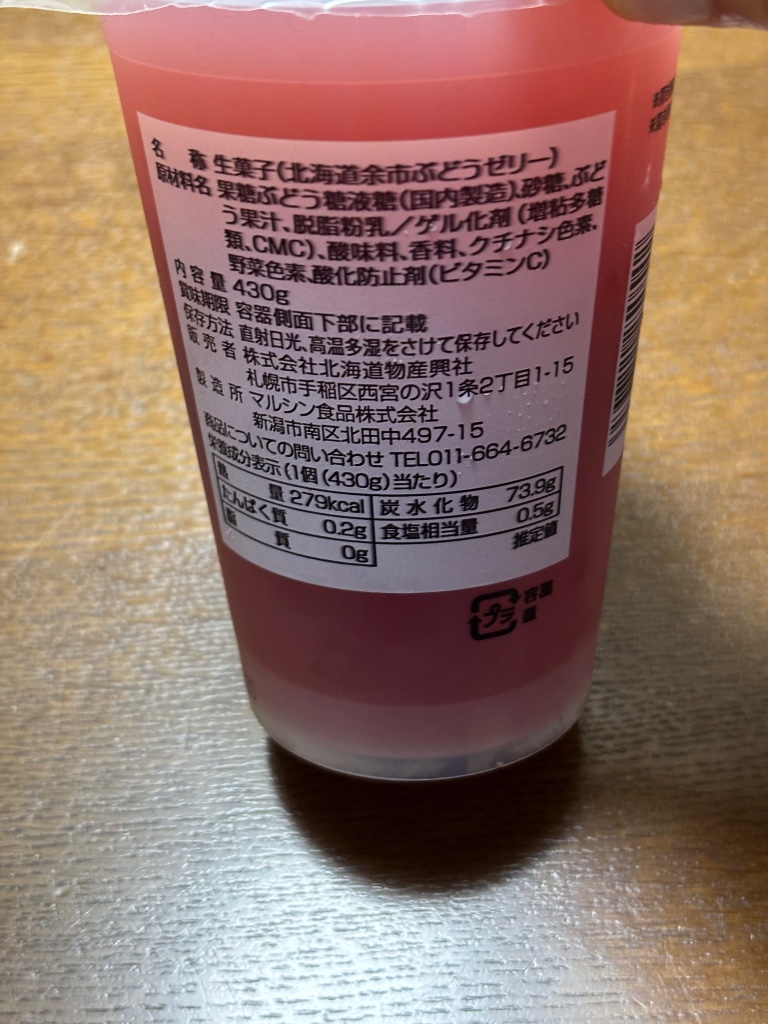 名 称 生菓子(北海道余市ぶどうゼリー)
原材料名 果糖ぶどう糖液糖(国内製造)、砂糖、ぶど
う果汁、脱脂粉乳/ゲル化剤(増粘多糖
類、CMC)、酸味料、香料、クチナシ色素、
野菜色素、酸化防止剤(ビタミンC)
内容量 430g
賞味期限 容器側面下部に記載
保存方法 直射日光、高温多湿をさけて保存してください
販売者 株式会社北海道物産興社
札幌市手稲区西宮の沢1条2丁目1-15
製造所 マルシン食品株式会社
新潟市南区北田中497-15
商品についての問い合わせ TEL011-664-6732
栄養成分表示(1個(430g)当たり)
熱 量 279kcal 炭水化物 73.9g
たんぱく質 0.2g 食塩相当量 0.5g
脂 質 0g 推定値
プラ 容器
蓋